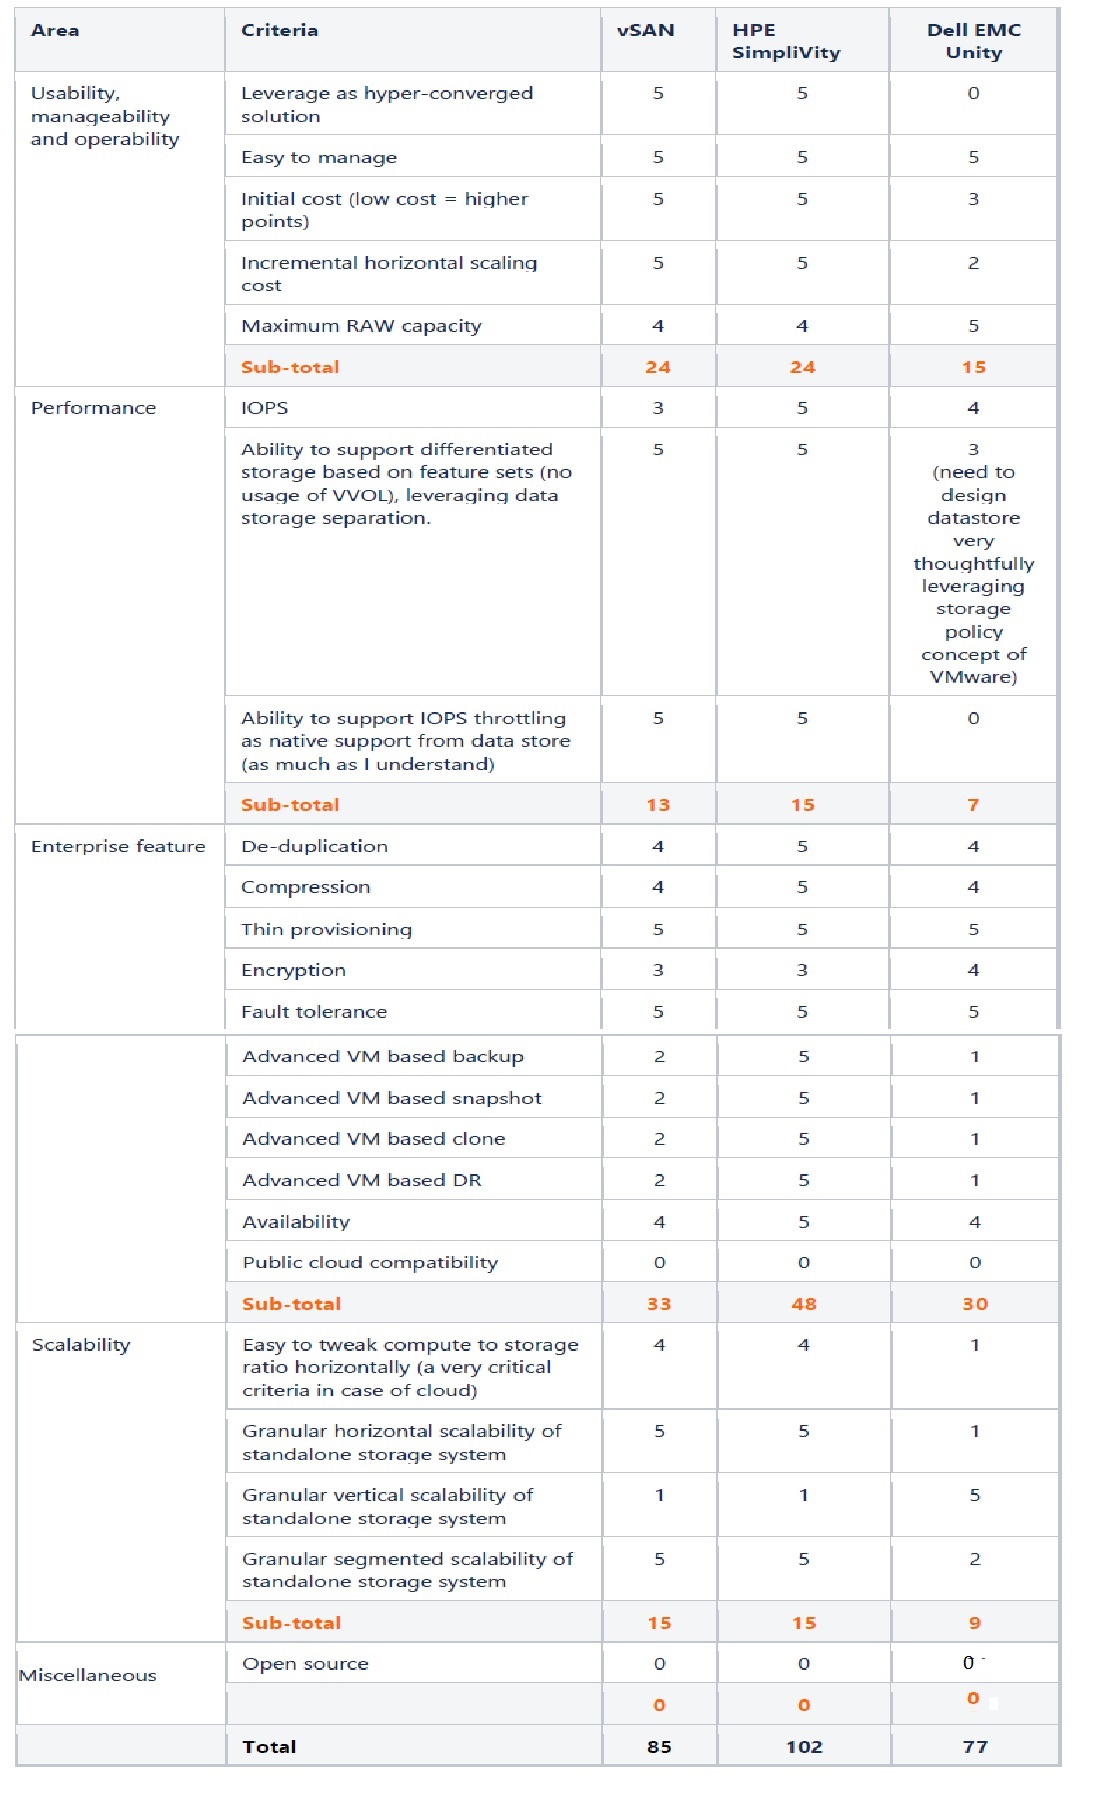 Area Criteria vSAN HPE SimpliVity Dell EMC Unity
Usability, manageability and operability
Leverage as hyper-converged solution 5 5 0
Easy to manage 5 5 5
Initial cost (low cost = higher points) 5 5 3
Incremental horizontal scaling cost 5 5 2
Maximum RAW capacity 4 4 5
Sub-total 24 24 15
Performance IOPS 3 5 4
Ability to support differentiated storage based on feature sets (no usage of VVOL), leveraging data storage separation. 5 5 3 (need to design datastore very thoughtfully leveraging storage policy concept of VMware)
Ability to support IOPS throttling as native support from data store (as much as I understand) 5 5 0
Sub-total 13 15 7
Enterprise feature De-duplication 4 5 4
Compression 4 5 4
Thin provisioning 5 5 5
Encryption 3 3 4
Fault tolerance 5 5 5
Advanced VM based backup 2 5 1
Advanced VM based snapshot 2 5 1
Advanced VM based clone 2 5 1
Advanced VM based DR 2 5 1
Availability 4 5 4
Public cloud compatibility 0 0 0
Sub-total 33 48 30
Scalability Easy to tweak compute to storage ratio horizontally (a very critical criteria in case of cloud) 4 4 1
Granular horizontal scalability of standalone storage system 5 5 1
Granular vertical scalability of standalone storage system 1 1 5
Granular segmented scalability of standalone storage system 5 5 2
Sub-total 15 15 9
Miscellaneous Open source 0 0 0
0 0 0
Total 85 102 77